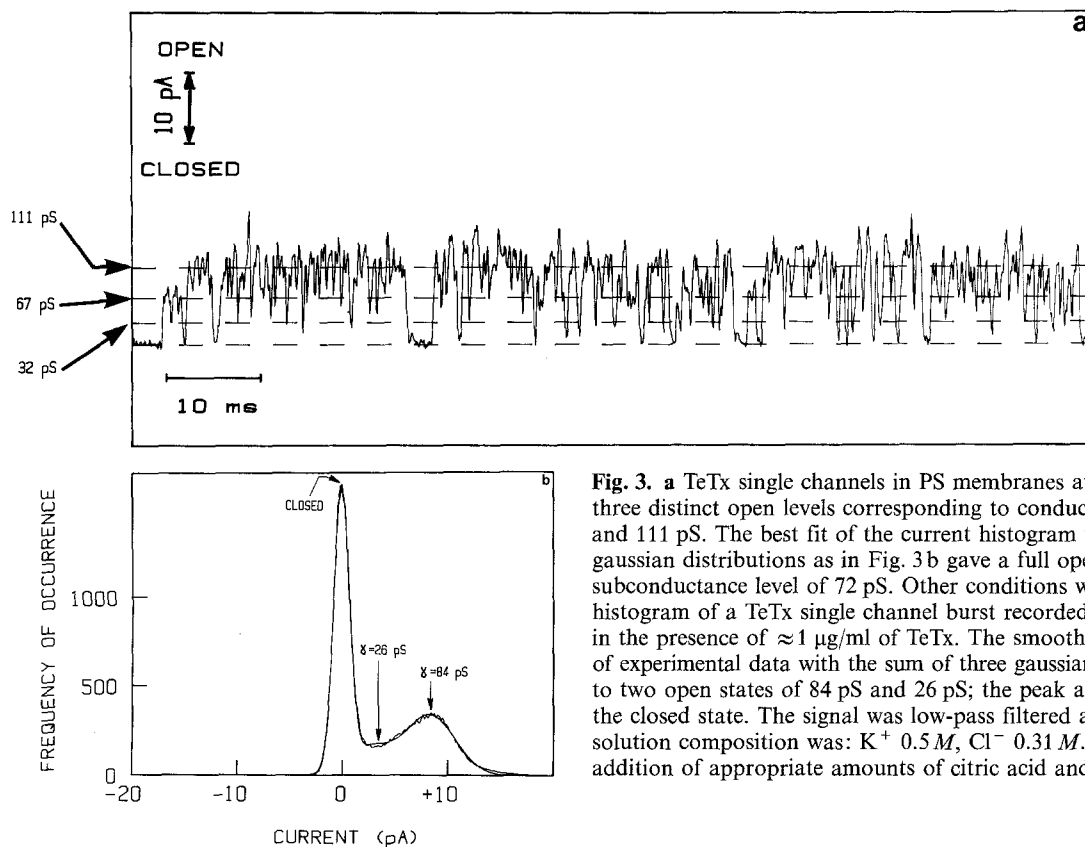 a
OPEN
10 pA
CLOSED
111 pS
67 pS
32 pS
10 ms
b
CLOSED
FREQUENCY OF OCCURRENCE
1000
500
0
γ=26 pS
γ=84 pS
-20
-10
0
+10
CURRENT (pA)
Fig. 3. a TeTx single channels in PS membranes a
three distinct open levels corresponding to conduc
and 111 pS. The best fit of the current histogram
gaussian distributions as in Fig. 3b gave a full ope
subconductance level of 72 pS. Other conditions w
histogram of a TeTx single channel burst recorded
in the presence of ≈1 µg/ml of TeTx. The smooth
of experimental data with the sum of three gaussian
to two open states of 84 pS and 26 pS; the peak a
the closed state. The signal was low-pass filtered a
solution composition was: K⁺ 0.5 M, Cl⁻ 0.31 M.
addition of appropriate amounts of citric acid and